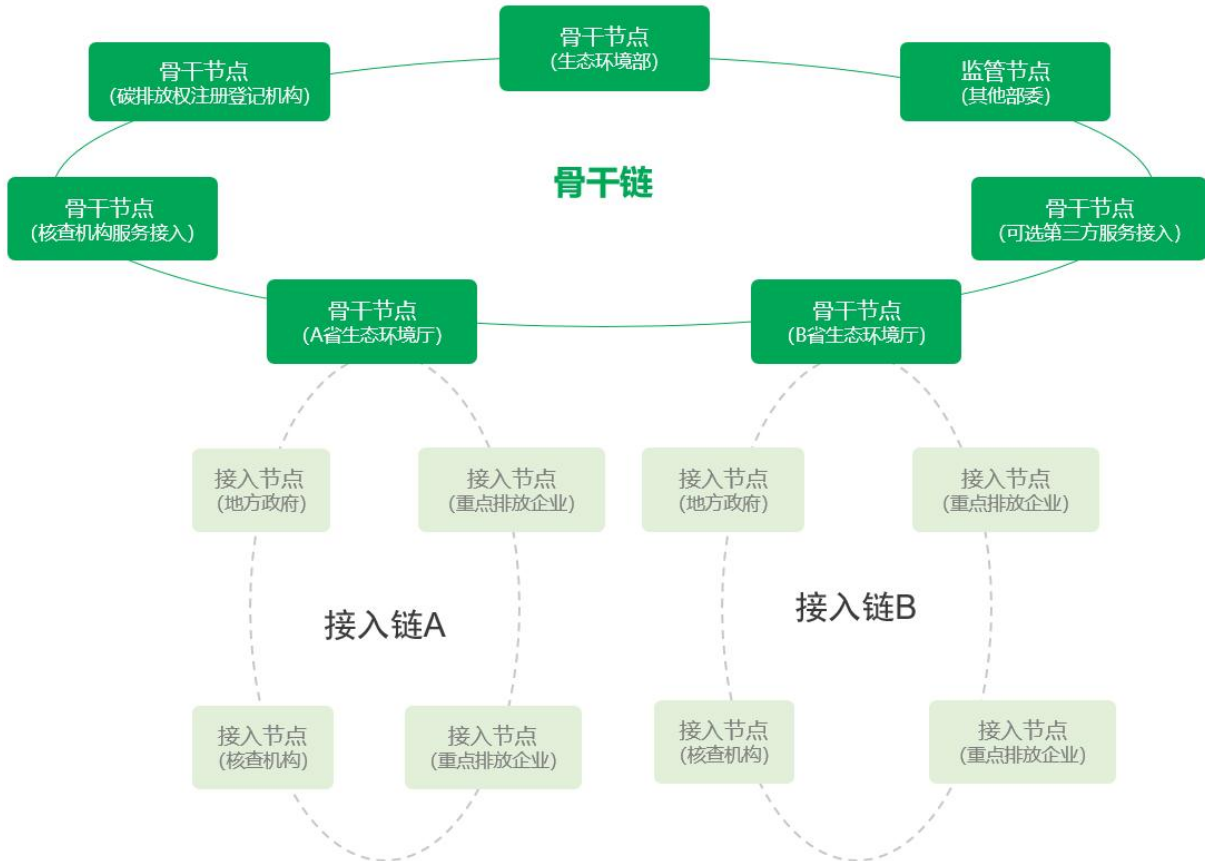 骨干节点
(生态环境部)
骨干节点
(碳排放权注册登记机构)
监管节点
(其他部委)
骨干链
骨干节点
(核查机构服务接入)
骨干节点
(可选第三方服务接入)
骨干节点
(A省生态环境厅)
骨干节点
(B省生态环境厅)
接入节点
(地方政府)
接入节点
(重点排放企业)
接入节点
(地方政府)
接入节点
(重点排放企业)
接入链A
接入链B
接入节点
(核查机构)
接入节点
(重点排放企业)
接入节点
(核查机构)
接入节点
(重点排放企业)